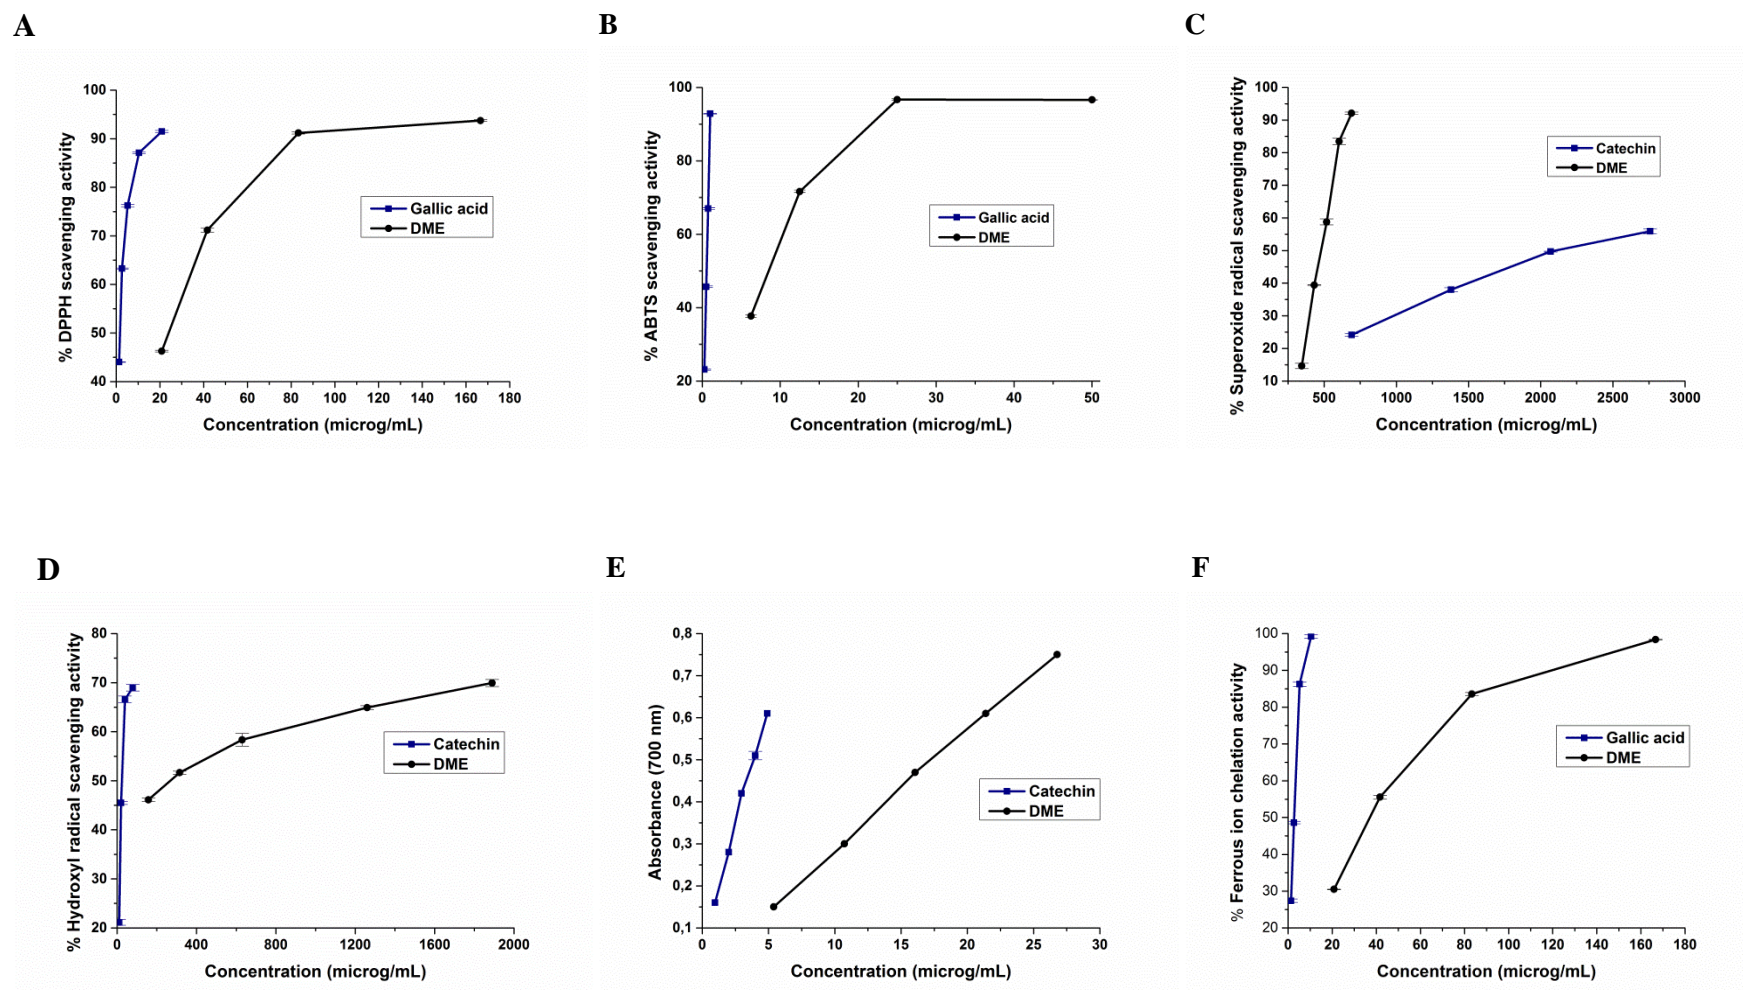 A
% DPPH scavenging activity
100
90
80
70
60
50
40
0 20 40 60 80 100 120 140 160 180
Concentration (microg/mL)
Gallic acid
DME
B
% ABTS scavenging activity
100
80
60
40
20
0 10 20 30 40 50
Concentration (microg/mL)
Gallic acid
DME
C
% Superoxide radical scavenging activity
100
90
80
70
60
50
40
30
20
10
500 1000 1500 2000 2500 3000
Concentration (microg/mL)
Catechin
DME
D
% Hydroxyl radical scavenging activity
80
70
60
50
40
30
20
0 400 800 1200 1600 2000
Concentration (microg/mL)
Catechin
DME
E
Absorbance (700 nm)
0,8
0,7
0,6
0,5
0,4
0,3
0,2
0,1
0 5 10 15 20 25 30
Concentration (microg/mL)
Catechin
DME
F
% Ferrous ion chelation activity
100
90
80
70
60
50
40
30
20
0 20 40 60 80 100 120 140 160 180
Concentration (microg/mL)
Gallic acid
DME